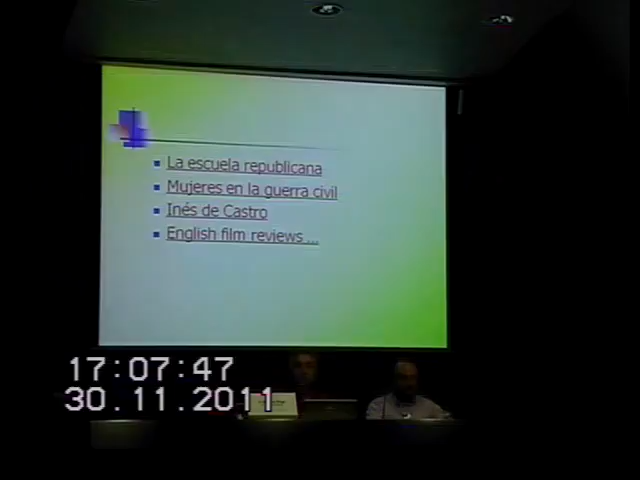 La escuela republicana
Mujeres en la guerra civil
Inés de Castro
English film reviews ...
17:07:47
30.11.2011